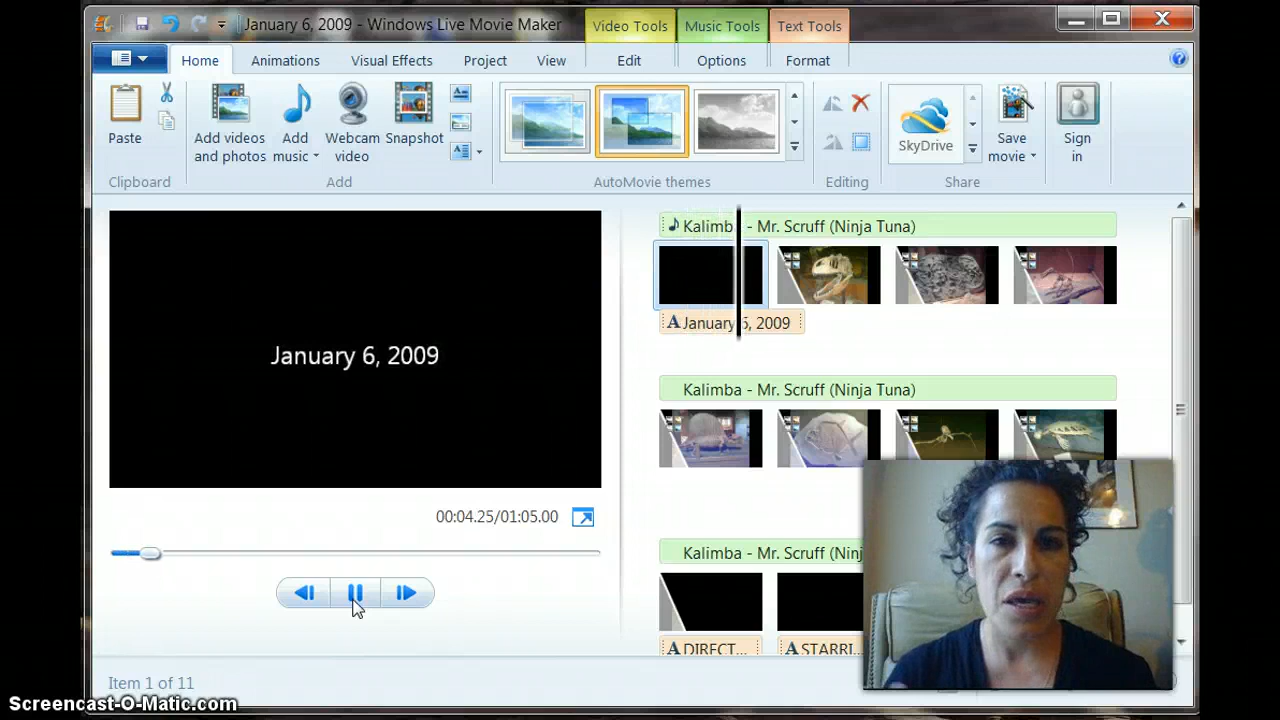 January 6, 2009 - Windows Live Movie Maker
Video Tools
Music Tools
Text Tools
Home
Animations
Visual Effects
Project
View
Edit
Options
Format
Paste
Add videos
and photos
Add
music
Webcam
video
Snapshot
SkyDrive
Save
movie
Sign
in
Clipboard
Add
AutoMovie themes
Editing
Share
Kalimba - Mr. Scruff (Ninja Tuna)
January 6, 2009
A January 6, 2009
Kalimba - Mr. Scruff (Ninja Tuna)
00:04.25/01:05.00
Kalimba - Mr. Scruff (Ninj
A DIRECT...
A STARRI...
Item 1 of 11
Screencast-O-Matic.com